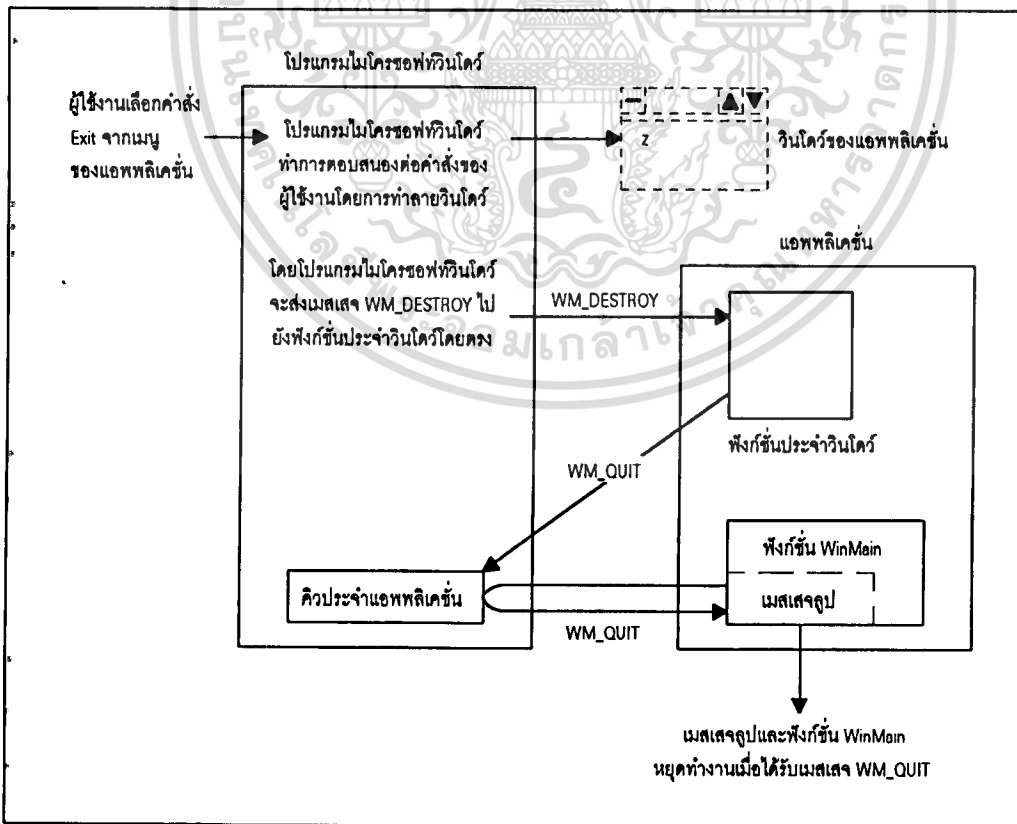 โปรแกรมไมโครซอฟท์วินโดว์
ผู้ใช้งานเลือกคำสั่ง
Exit จากเมนู
ของแอพพลิเคชั่น
โปรแกรมไมโครซอฟท์วินโดว์
ทำการตอบสนองต่อคำสั่งของ
ผู้ใช้งานโดยการทำลายวินโดว์
z
วินโดว์ของแอพพลิเคชั่น
แอพพลิเคชั่น
โดยโปรแกรมไมโครซอฟท์วินโดว์
จะส่งเมสเสจ WM_DESTROY ไป
ยังฟังก์ชั่นประจำวินโดว์โดยตรง
WM_DESTROY
ฟังก์ชั่นประจำวินโดว์
WM_QUIT
ฟังก์ชั่น WinMain
เมสเสจลูป
คิวประจำแอพพลิเคชั่น
WM_QUIT
เมสเสจลูปและฟังก์ชั่น WinMain
หยุดทำงานเมื่อได้รับเมสเสจ WM_QUIT